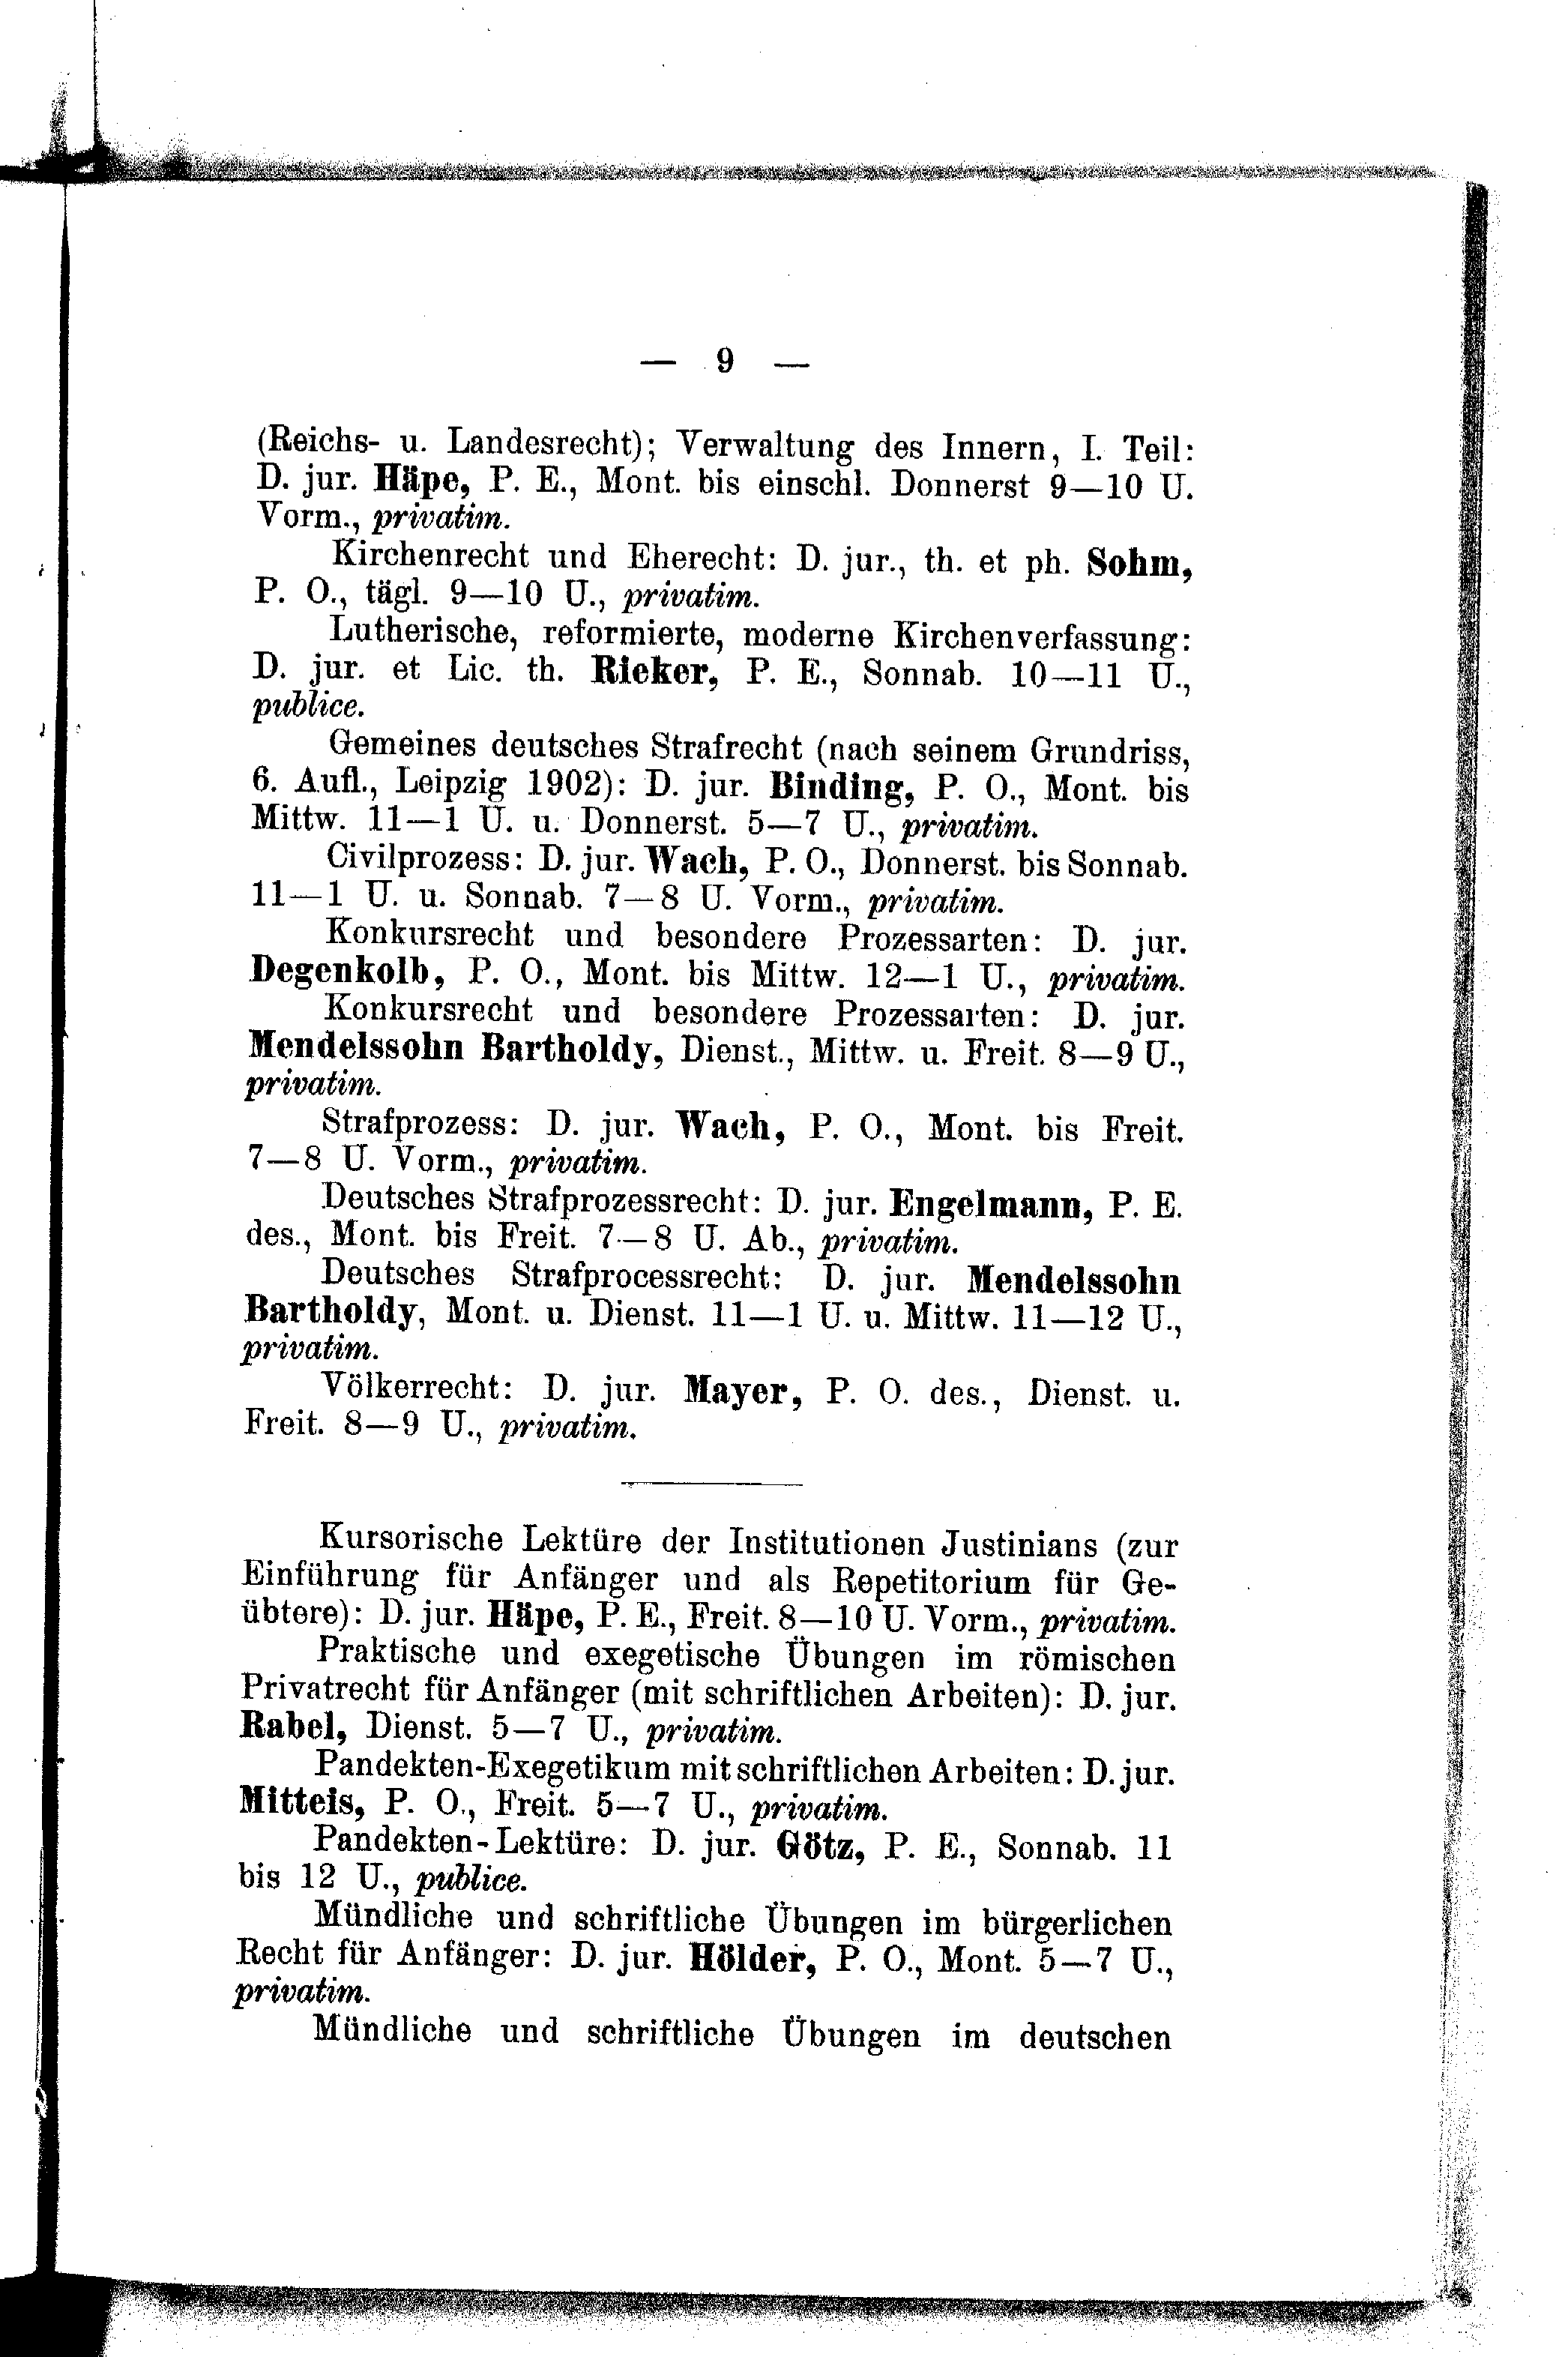 — 9 —
(Reichs- u. Landesrecht); Verwaltung des Innern, I. Teil:
D. jur. Häpe, P. E., Mont. bis einschl. Donnerst 9—10 U.
Vorm., privatim.
Kirchenrecht und Eherecht: D. jur., th. et ph. Sohm,
P. O., tägl. 9—10 U., privatim.
Lutherische, reformierte, moderne Kirchenverfassung:
D. jur. et Lic. th. Rieker, P. E., Sonnab. 10—11 U.,
publice.
Gemeines deutsches Strafrecht (nach seinem Grundriss,
6. Aufl., Leipzig 1902): D. jur. Binding, P. O., Mont. bis
Mittw. 11—1 U. u. Donnerst. 5—7 U., privatim.
Civilprozess: D. jur. Wach, P. O., Donnerst. bis Sonnab.
11—1 U. u. Sonnab. 7—8 U. Vorm., privatim.
Konkursrecht und besondere Prozessarten: D. jur.
Degenkolb, P. O., Mont. bis Mittw. 12—1 U., privatim.
Konkursrecht und besondere Prozessarten: D. jur.
Mendelssohn Bartholdy, Dienst., Mittw. u. Freit. 8—9 U.,
privatim.
Strafprozess: D. jur. Wach, P. O., Mont. bis Freit.
7—8 U. Vorm., privatim.
Deutsches Strafprozessrecht: D. jur. Engelmann, P. E.
des., Mont. bis Freit. 7—8 U. Ab., privatim.
Deutsches Strafprocessrecht: D. jur. Mendelssohn
Bartholdy, Mont. u. Dienst. 11—1 U. u. Mittw. 11—12 U.,
privatim.
Völkerrecht: D. jur. Mayer, P. O. des., Dienst. u.
Freit. 8—9 U., privatim.
Kursorische Lektüre der Institutionen Justinians (zur
Einführung für Anfänger und als Repetitorium für Ge-
übtere): D. jur. Häpe, P. E., Freit. 8—10 U. Vorm., privatim.
Praktische und exegetische Übungen im römischen
Privatrecht für Anfänger (mit schriftlichen Arbeiten): D. jur.
Rabel, Dienst. 5—7 U., privatim.
Pandekten-Exegetikum mit schriftlichen Arbeiten: D. jur.
Mitteis, P. O., Freit. 5—7 U., privatim.
Pandekten-Lektüre: D. jur. Götz, P. E., Sonnab. 11
bis 12 U., publice.
Mündliche und schriftliche Übungen im bürgerlichen
Recht für Anfänger: D. jur. Hölder, P. O., Mont. 5—7 U.,
privatim.
Mündliche und schriftliche Übungen im deutschen